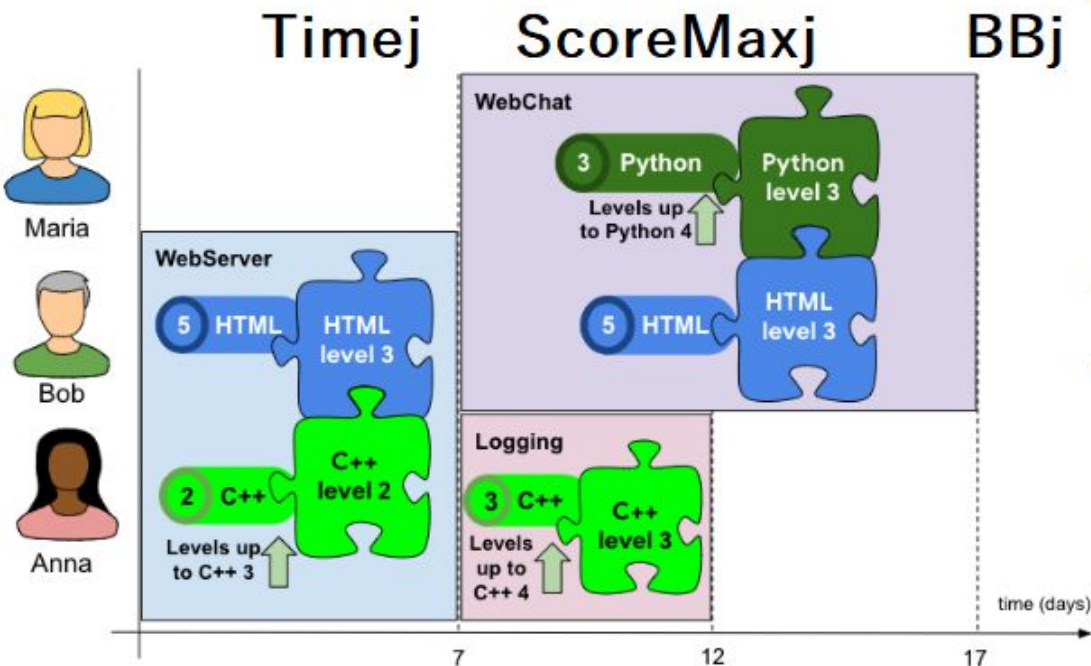 Timej ScoreMaxj BBj
Maria
Bob
Anna
WebServer
5 HTML
HTML
level 3
2 C++
C++
level 2
Levels up
to C++ 3
WebChat
3 Python
Python
level 3
Levels up
to Python 4
5 HTML
HTML
level 3
Logging
3 C++
C++
level 3
Levels
up to
C++ 4
time (days)
7 12 17